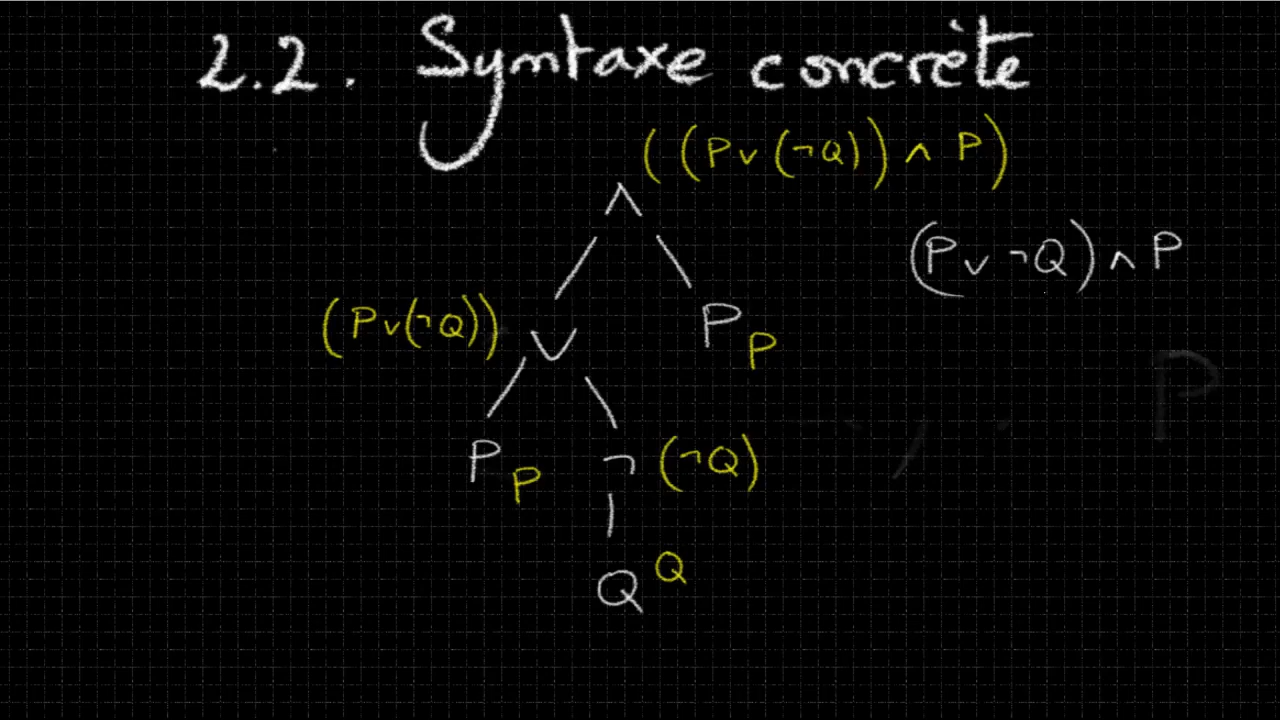 2.2. Syntaxe concrète
((P∨(¬Q))∧P)
∧
(P∨¬Q)∧P
(P∨(¬Q))
∨
P P
P P
¬ (¬Q)
Q Q
P